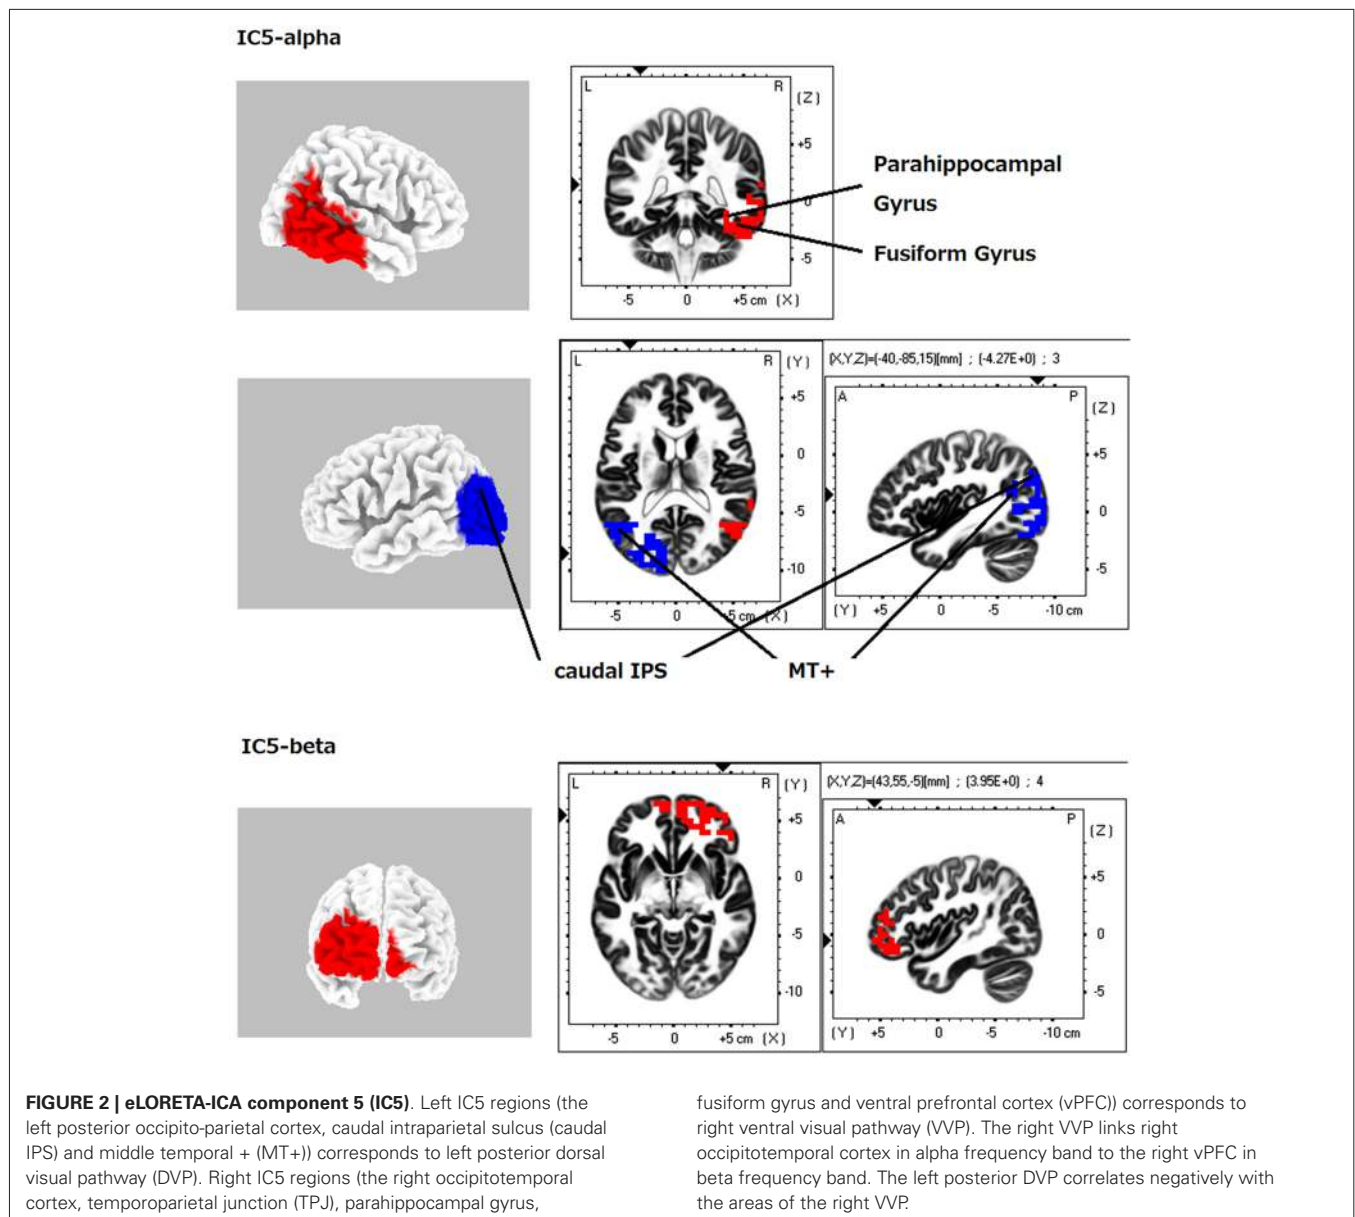 IC5-alpha
L R (Z)
+5
0
-5
-5 0 +5 cm (X)
Parahippocampal
Gyrus
Fusiform Gyrus
L R (Y)
+5
0
-5
-10
-5 0 +5 cm (X)
(X,Y,Z)=(-40,-85,15)[mm] ; (-4.27E+0) ; 3
A P
(Z)
+5
0
-5
(Y) +5 0 -5 -10 cm
caudal IPS MT+
IC5-beta
L R (Y)
+5
0
-5
-10
-5 0 +5 cm (X)
(X,Y,Z)=(43,55,-5)[mm] ; (3.95E+0) ; 4
A P
(Z)
+5
0
-5
(Y) +5 0 -5 -10 cm
FIGURE 2 | eLORETA-ICA component 5 (IC5). Left IC5 regions (the
left posterior occipito-parietal cortex, caudal intraparietal sulcus (caudal
IPS) and middle temporal + (MT+)) corresponds to left posterior dorsal
visual pathway (DVP). Right IC5 regions (the right occipitotemporal
cortex, temporoparietal junction (TPJ), parahippocampal gyrus,
fusiform gyrus and ventral prefrontal cortex (vPFC)) corresponds to
right ventral visual pathway (VVP). The right VVP links right
occipitotemporal cortex in alpha frequency band to the right vPFC in
beta frequency band. The left posterior DVP correlates negatively with
the areas of the right VVP.